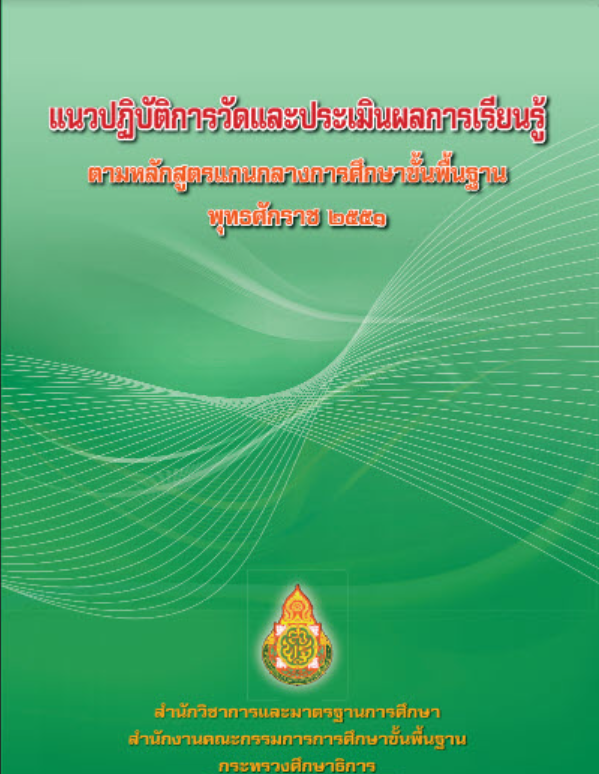 แนวปฏิบัติการวัดและประเมินผลการเรียนรู้
ตามหลักสูตรแกนกลางการศึกษาขั้นพื้นฐาน
พุทธศักราช ๒๕๕๑
สำนักวิชาการและมาตรฐานการศึกษา
สำนักงานคณะกรรมการการศึกษาขั้นพื้นฐาน
กระทรวงศึกษาธิการ